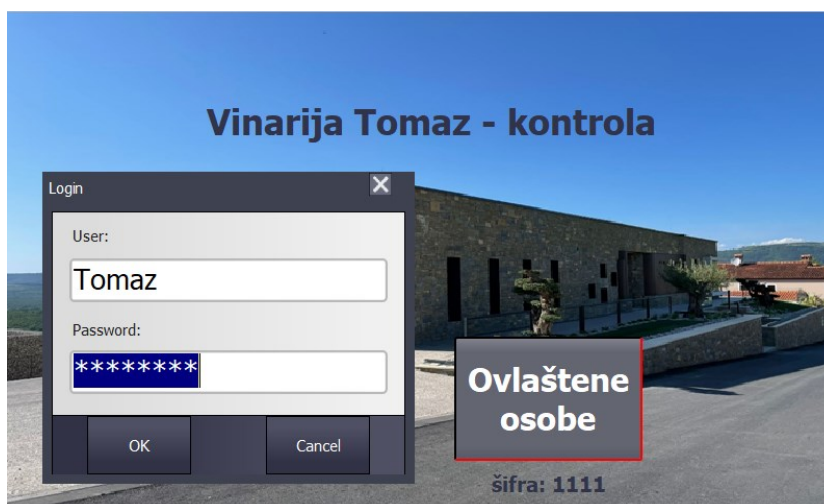 Vinarija Tomaz - kontrola
Login
User:
Tomaz
Password:
********
OK
Cancel
Ovlaštene
osobe
šifra: 1111